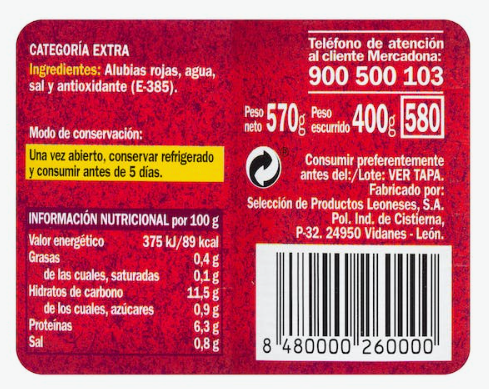 CATEGORÍA EXTRA
Ingredientes: Alubias rojas, agua,
sal y antioxidante (E-385).
Modo de conservación:
Una vez abierto, conservar refrigerado
y consumir antes de 5 días.
INFORMACIÓN NUTRICIONAL por 100 g
Valor energético 375 kJ/89 kcal
Grasas 0,4 g
de las cuales, saturadas 0,1 g
Hidratos de carbono 11,5 g
de los cuales, azúcares 0,9 g
Proteínas 6,3 g
Sal 0,8 g
Teléfono de atención
al cliente Mercadona:
900 500 103
Peso neto 570g Peso escurrido 400g 580
Consumir preferentemente
antes del:/Lote: VER TAPA.
Fabricado por:
Selección de Productos Leoneses, S.A.
Pol. Ind. de Cistierna,
P-32. 24950 Vidanes - León.
8 480000 260000